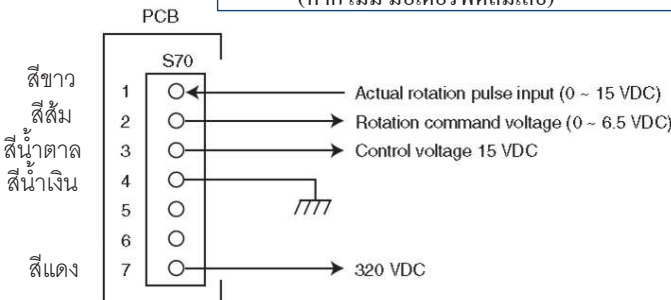 PCB
S70
สีขาว 1 Actual rotation pulse input (0 ~ 15 VDC)
สีส้ม 2 Rotation command voltage (0 ~ 6.5 VDC)
สีน้ำตาล 3 Control voltage 15 VDC
สีน้ำเงิน 4
5
6
สีแดง 7 320 VDC